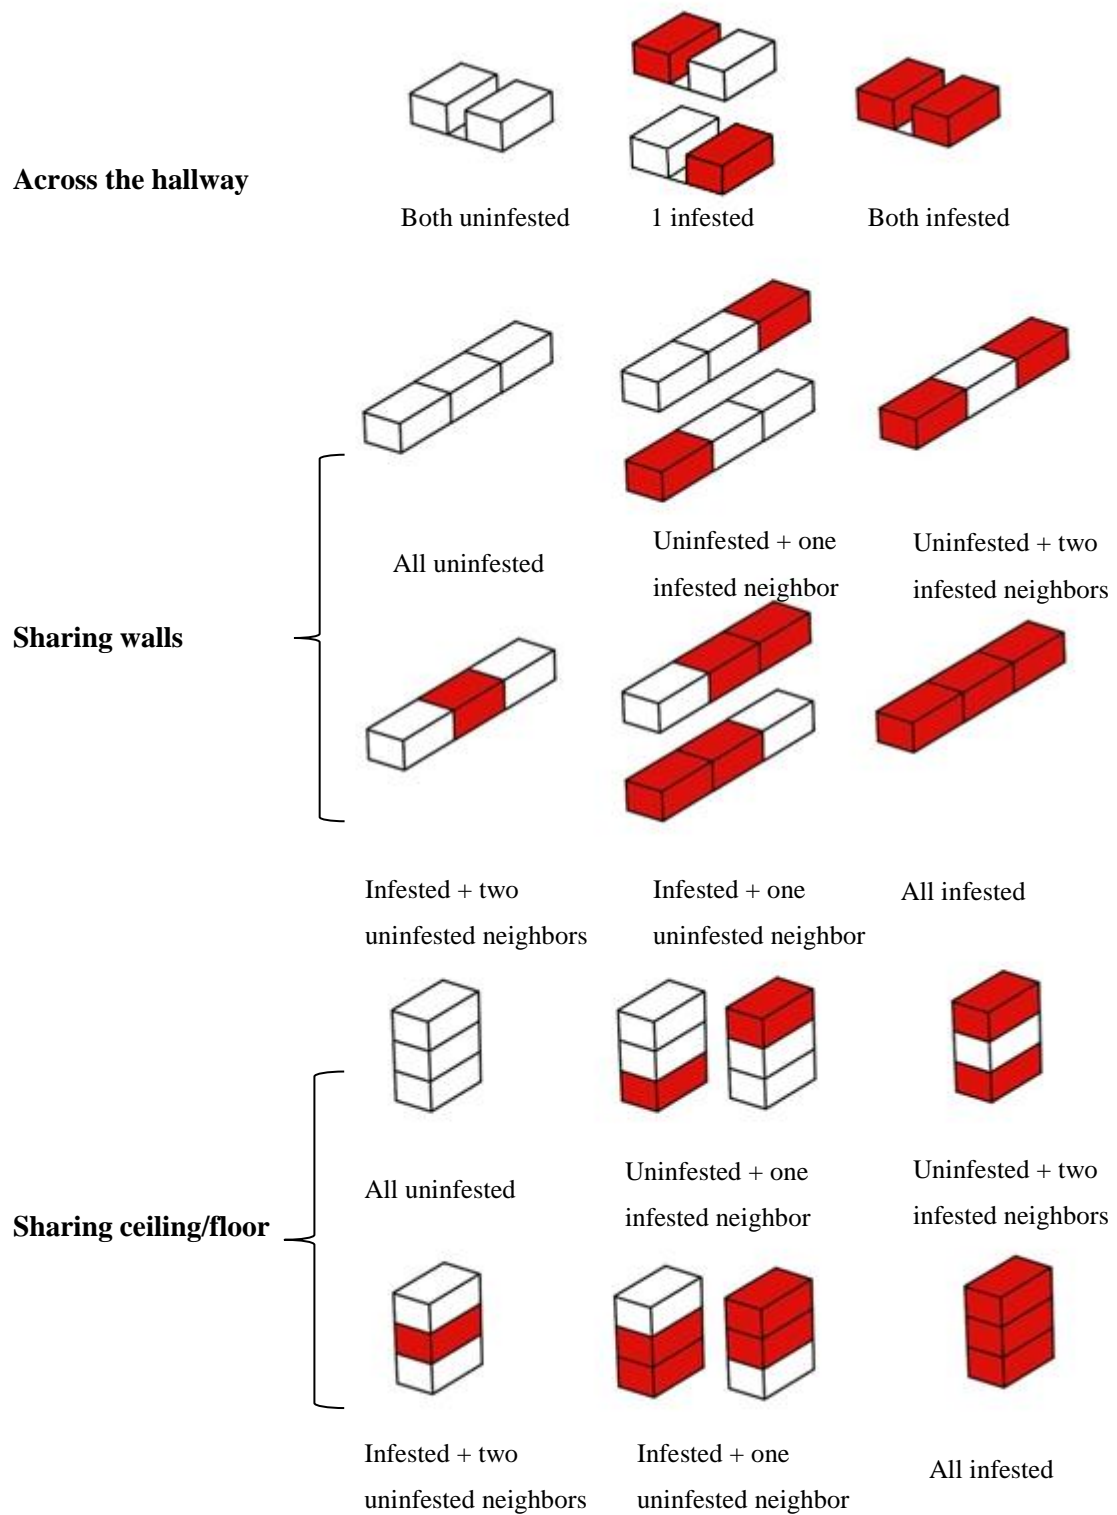 Across the hallway
Both uninfested
1 infested
Both infested
Sharing walls
All uninfested
Uninfested + one
infested neighbor
Uninfested + two
infested neighbors
Infested + two
uninfested neighbors
Infested + one
uninfested neighbor
All infested
Sharing ceiling/floor
All uninfested
Uninfested + one
infested neighbor
Uninfested + two
infested neighbors
Infested + two
uninfested neighbors
Infested + one
uninfested neighbor
All infested